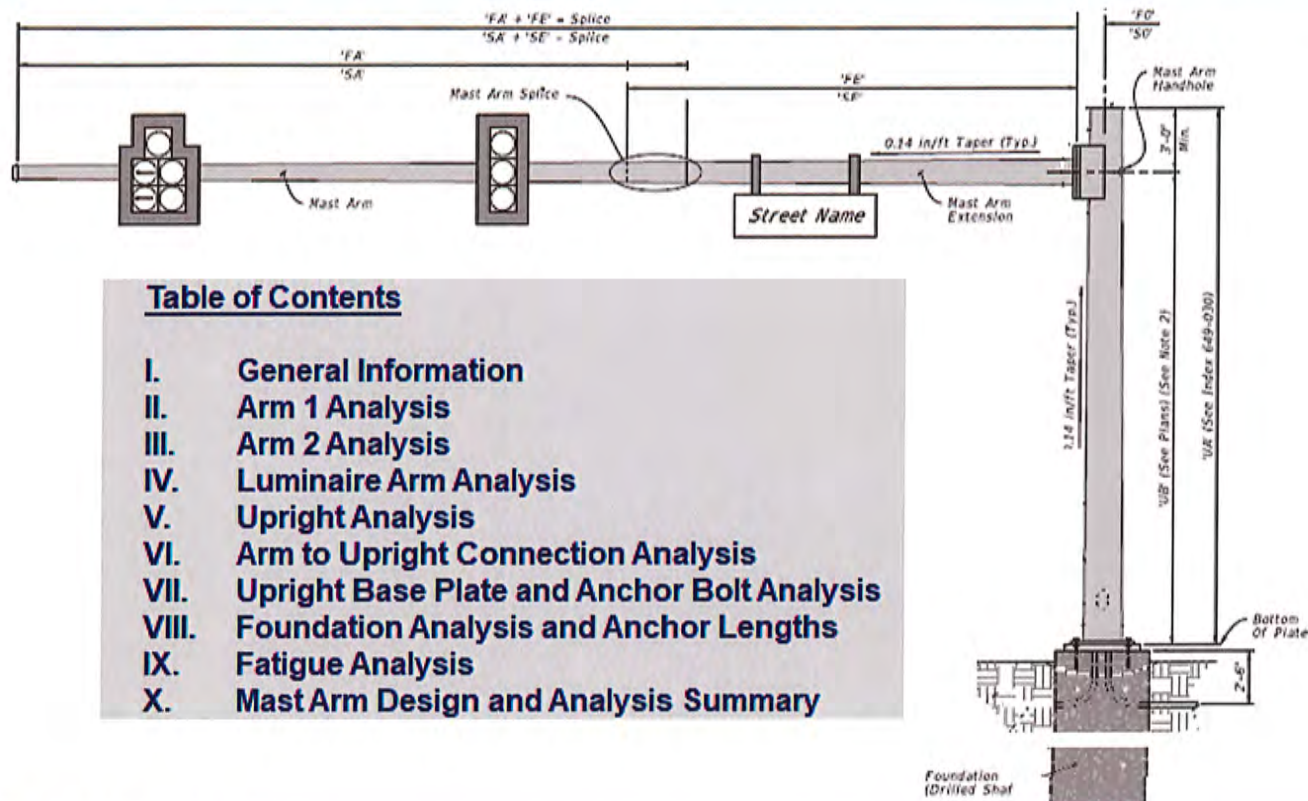 'FA' + 'FE' = Splice
'SA' + 'SE' = Splice
'FO'
'SO'
'FA'
'SA'
'FE'
'SE'
Mast Arm Splice
Mast Arm
Handhole
0.14 in/ft Taper (Typ.)
3'-0"
Min.
Mast Arm
Street Name
Mast Arm
Extension
Table of Contents
I. General Information
II. Arm 1 Analysis
III. Arm 2 Analysis
IV. Luminaire Arm Analysis
V. Upright Analysis
VI. Arm to Upright Connection Analysis
VII. Upright Base Plate and Anchor Bolt Analysis
VIII. Foundation Analysis and Anchor Lengths
IX. Fatigue Analysis
X. Mast Arm Design and Analysis Summary
.14 in/ft Taper (Typ.)
'UB' (See Plans) (See Note 2)
'UA' (See Index 649-030)
Bottom
Of Plate
2'-6"
Foundation
(Drilled Shaf